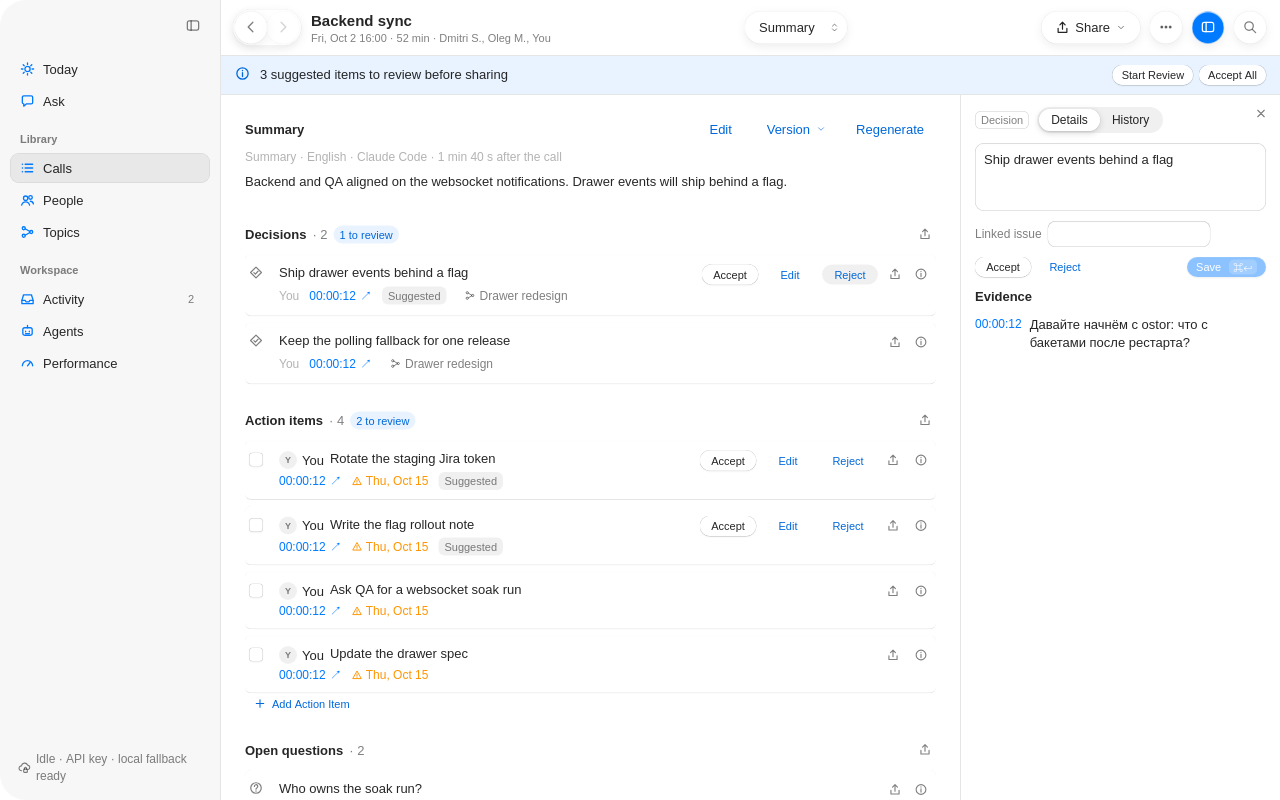 Backend sync
Fri, Oct 2 16:00 · 52 min · Dmitri S., Oleg M., You
Summary
Share
Today
Ask
Library
Calls
People
Topics
Workspace
Activity 2
Agents
Performance
Idle · API key · local fallback
ready
3 suggested items to review before sharing
Start Review
Accept All
Summary
Edit
Version
Regenerate
Summary · English · Claude Code · 1 min 40 s after the call
Backend and QA aligned on the websocket notifications. Drawer events will ship behind a flag.
Decisions · 2 1 to review
Ship drawer events behind a flag
Accept Edit Reject
You 00:00:12 Suggested Drawer redesign
Keep the polling fallback for one release
You 00:00:12 Drawer redesign
Action items · 4 2 to review
Y You Rotate the staging Jira token
Accept Edit Reject
00:00:12 Thu, Oct 15 Suggested
Y You Write the flag rollout note
Accept Edit Reject
00:00:12 Thu, Oct 15 Suggested
Y You Ask QA for a websocket soak run
00:00:12 Thu, Oct 15
Y You Update the drawer spec
00:00:12 Thu, Oct 15
Add Action Item
Open questions · 2
Who owns the soak run?
Decision
Details
History
Ship drawer events behind a flag
Linked issue
Accept Reject Save ⌘↩
Evidence
00:00:12 Давайте начнём с ostor: что с
бакетами после рестарта?